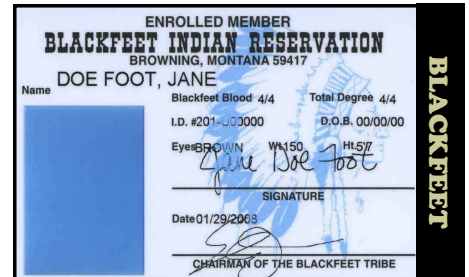 ENROLLED MEMBER
BLACKFEET INDIAN RESERVATION
BROWNING, MONTANA 59417
DOE FOOT, JANE
Name
Blackfeet Blood 4/4 Total Degree 4/4
I.D. #201-U00000 D.O.B. 00/00/00
Eyes BROWN Wt. 150 Ht. 5'7
Jane Doe Foot
SIGNATURE
Date 01/29/2008
CHAIRMAN OF THE BLACKFEET TRIBE
BLACKFEET